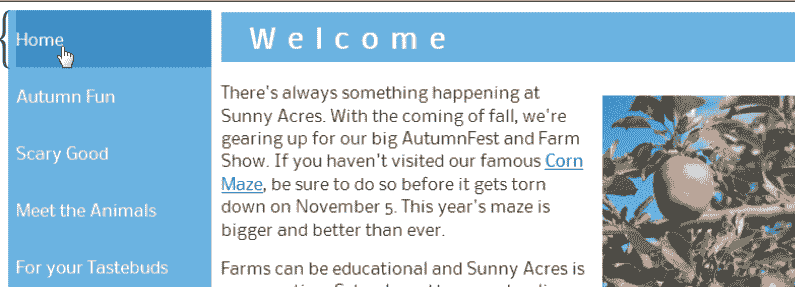 Home
Autumn Fun
Scary Good
Meet the Animals
For your Tastebuds
Welcome
There's always something happening at
Sunny Acres. With the coming of fall, we're
gearing up for our big AutumnFest and Farm
Show. If you haven't visited our famous Corn
Maze, be sure to do so before it gets torn
down on November 5. This year's maze is
bigger and better than ever.
Farms can be educational and Sunny Acres is